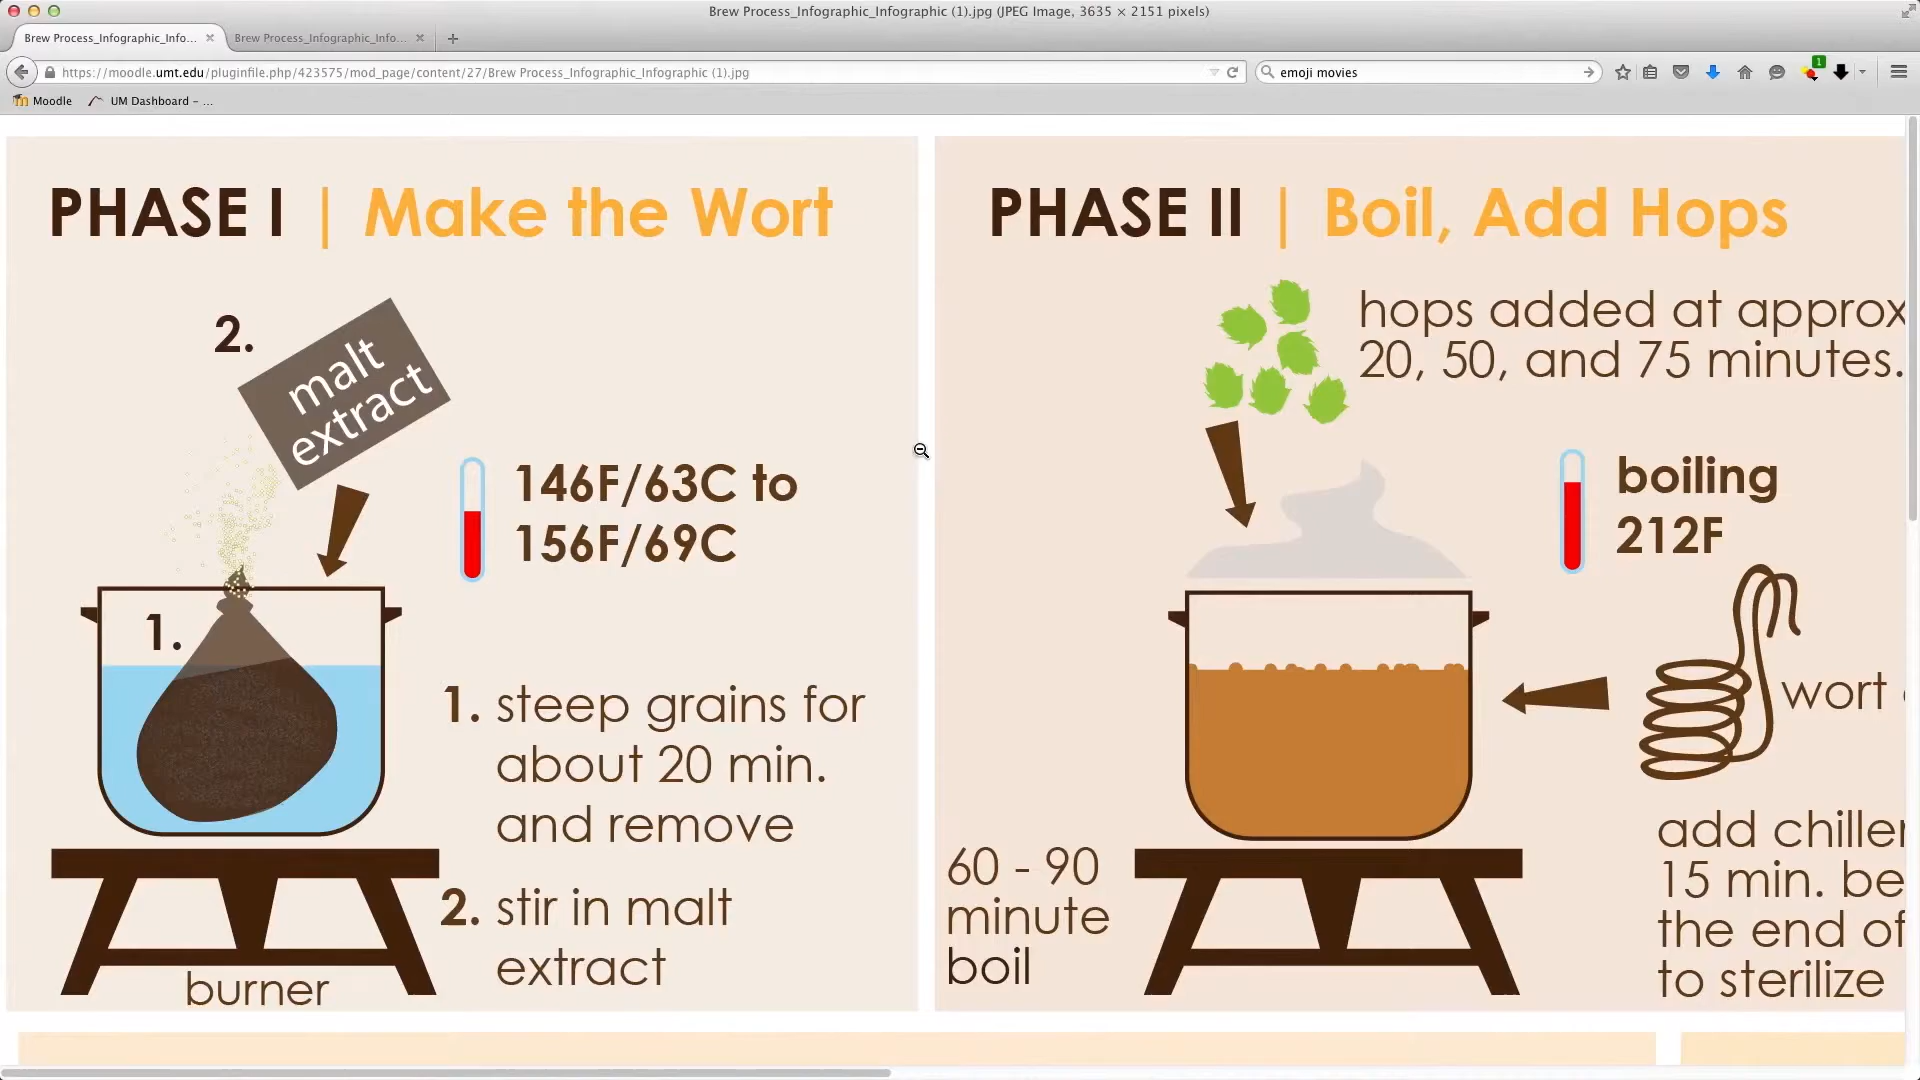 Brew Process_Infographic_Infographic (1).jpg (JPEG Image, 3635 × 2151 pixels)
Brew Process_Infographic_Info...
Brew Process_Infographic_Info...
https://moodle.umt.edu/pluginfile.php/423575/mod_page/content/27/Brew Process_Infographic_Infographic (1).jpg
emoji movies
1
Moodle
UM Dashboard - ...
PHASE I | Make the Wort
2.
malt
extract
146F/63C to
156F/69C
1.
1. steep grains for
about 20 min.
and remove
2. stir in malt
extract
burner
PHASE II | Boil, Add Hops
hops added at approx
20, 50, and 75 minutes.
boiling
212F
wort
60 - 90
minute
boil
add chiller
15 min. be
the end of
to sterilize